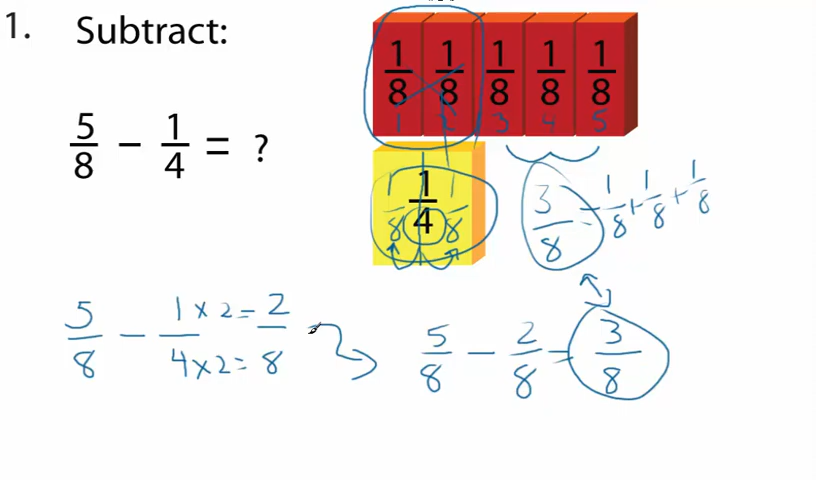 1. Subtract:
5/8 - 1/4 = ?
1/8 1/8 1/8 1/8 1/8
1 2 3 4 5
1/4
1/8 1/8
3/8 = 1/8 + 1/8 + 1/8
5/8 - 1×2=2/4×2=8
5/8 - 2/8 = 3/8